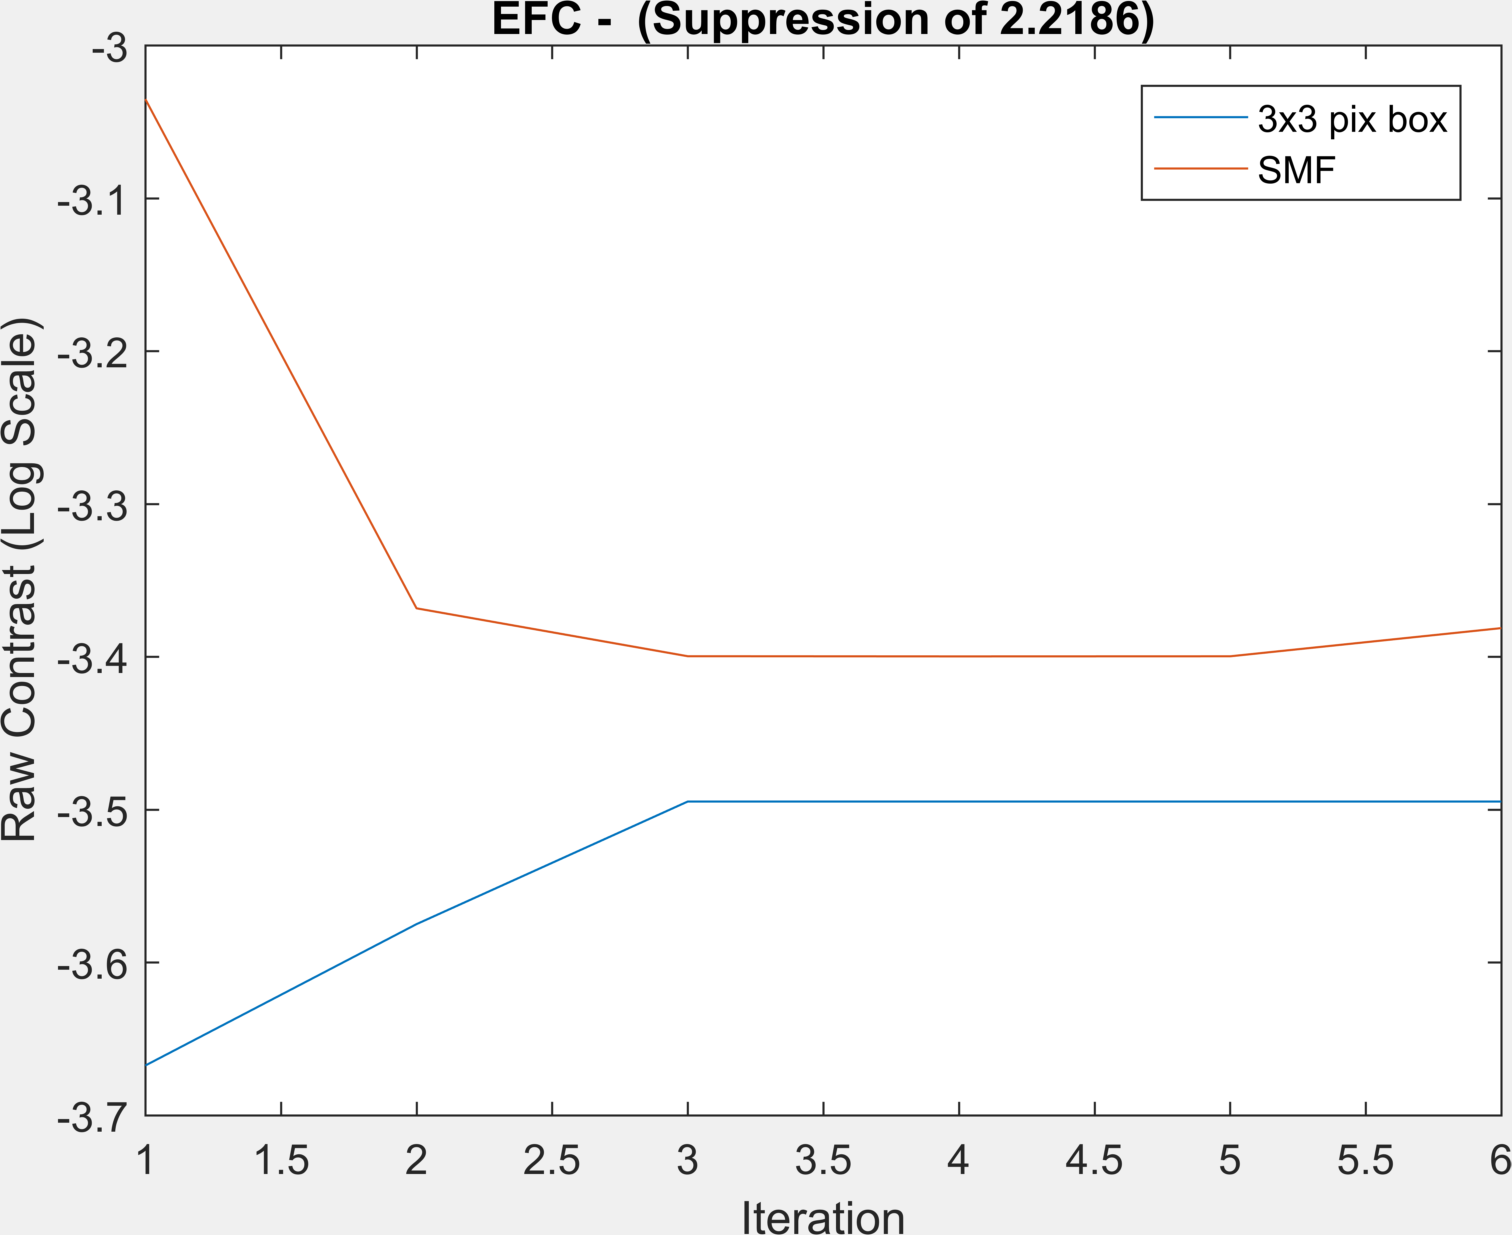 EFC -  (Suppression of 2.2186)
-3
-3.1
-3.2
-3.3
-3.4
-3.5
-3.6
-3.7
Raw Contrast (Log Scale)
3x3 pix box
SMF
1 1.5 2 2.5 3 3.5 4 4.5 5 5.5 6
Iteration